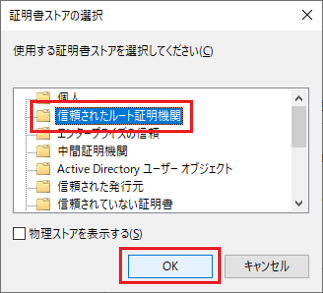 証明書ストアの選択
使用する証明書ストアを選択してください(C)
個人
信頼されたルート証明機関
エンタープライズの信頼
中間証明機関
Active Directory ユーザー オブジェクト
信頼された発行元
信頼されていない証明書
物理ストアを表示する(S)
OK
キャンセル